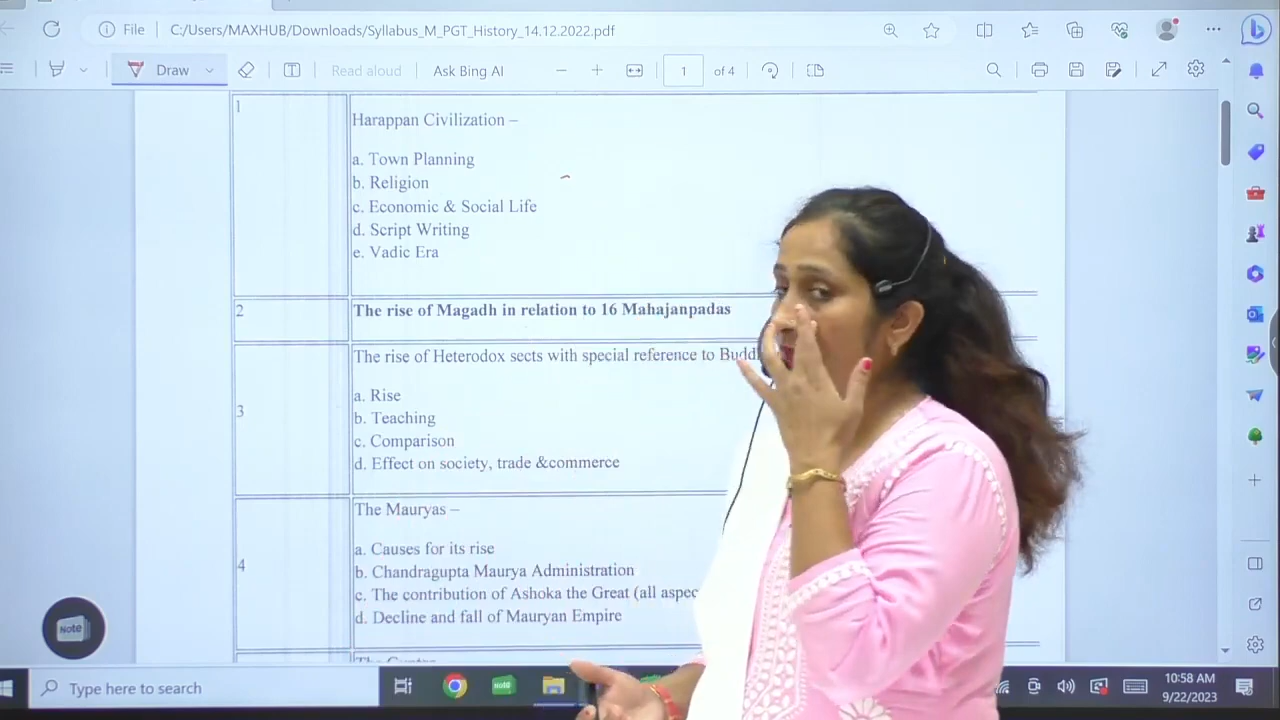 File C:/Users/MAXHUB/Downloads/Syllabus_M_PGT_History_14.12.2022.pdf
Draw Read aloud Ask Bing AI 1 of 4
1
Harappan Civilization –
a. Town Planning
b. Religion
c. Economic & Social Life
d. Script Writing
e. Vadic Era
2
The rise of Magadh in relation to 16 Mahajanpadas
The rise of Heterodox sects with special reference to
3
a. Rise
b. Teaching
c. Comparison
d. Effect on society, trade &commerce
The Mauryas –
4
a. Causes for its rise
b. Chandragupta Maurya Administration
c. The contribution of Ashoka the Great (all
d. Decline and fall of Mauryan Empire
Note
Type here to search
Note
10:58 AM
9/22/2023